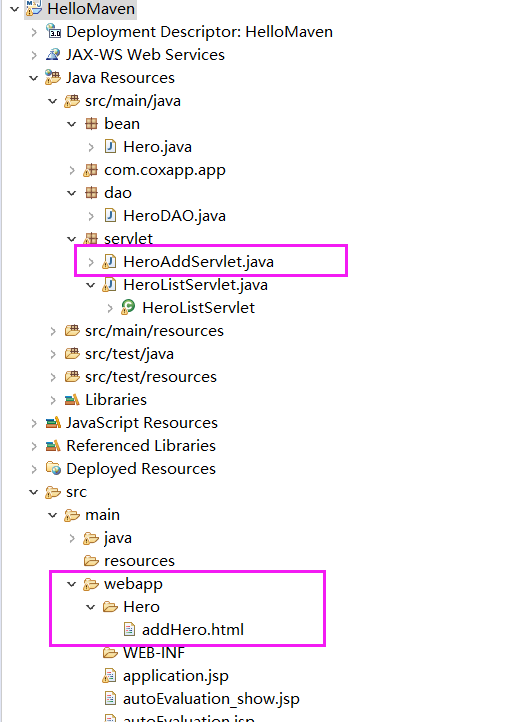 HelloMaven
Deployment Descriptor: HelloMaven
JAX-WS Web Services
Java Resources
src/main/java
bean
Hero.java
com.coxapp.app
dao
HeroDAO.java
servlet
HeroAddServlet.java
HeroListServlet.java
HeroListServlet
src/main/resources
src/test/java
src/test/resources
Libraries
JavaScript Resources
Referenced Libraries
Deployed Resources
src
main
java
resources
webapp
Hero
addHero.html
WEB-INF
application.jsp
autoEvaluation_show.jsp
autoEvaluation.jsp